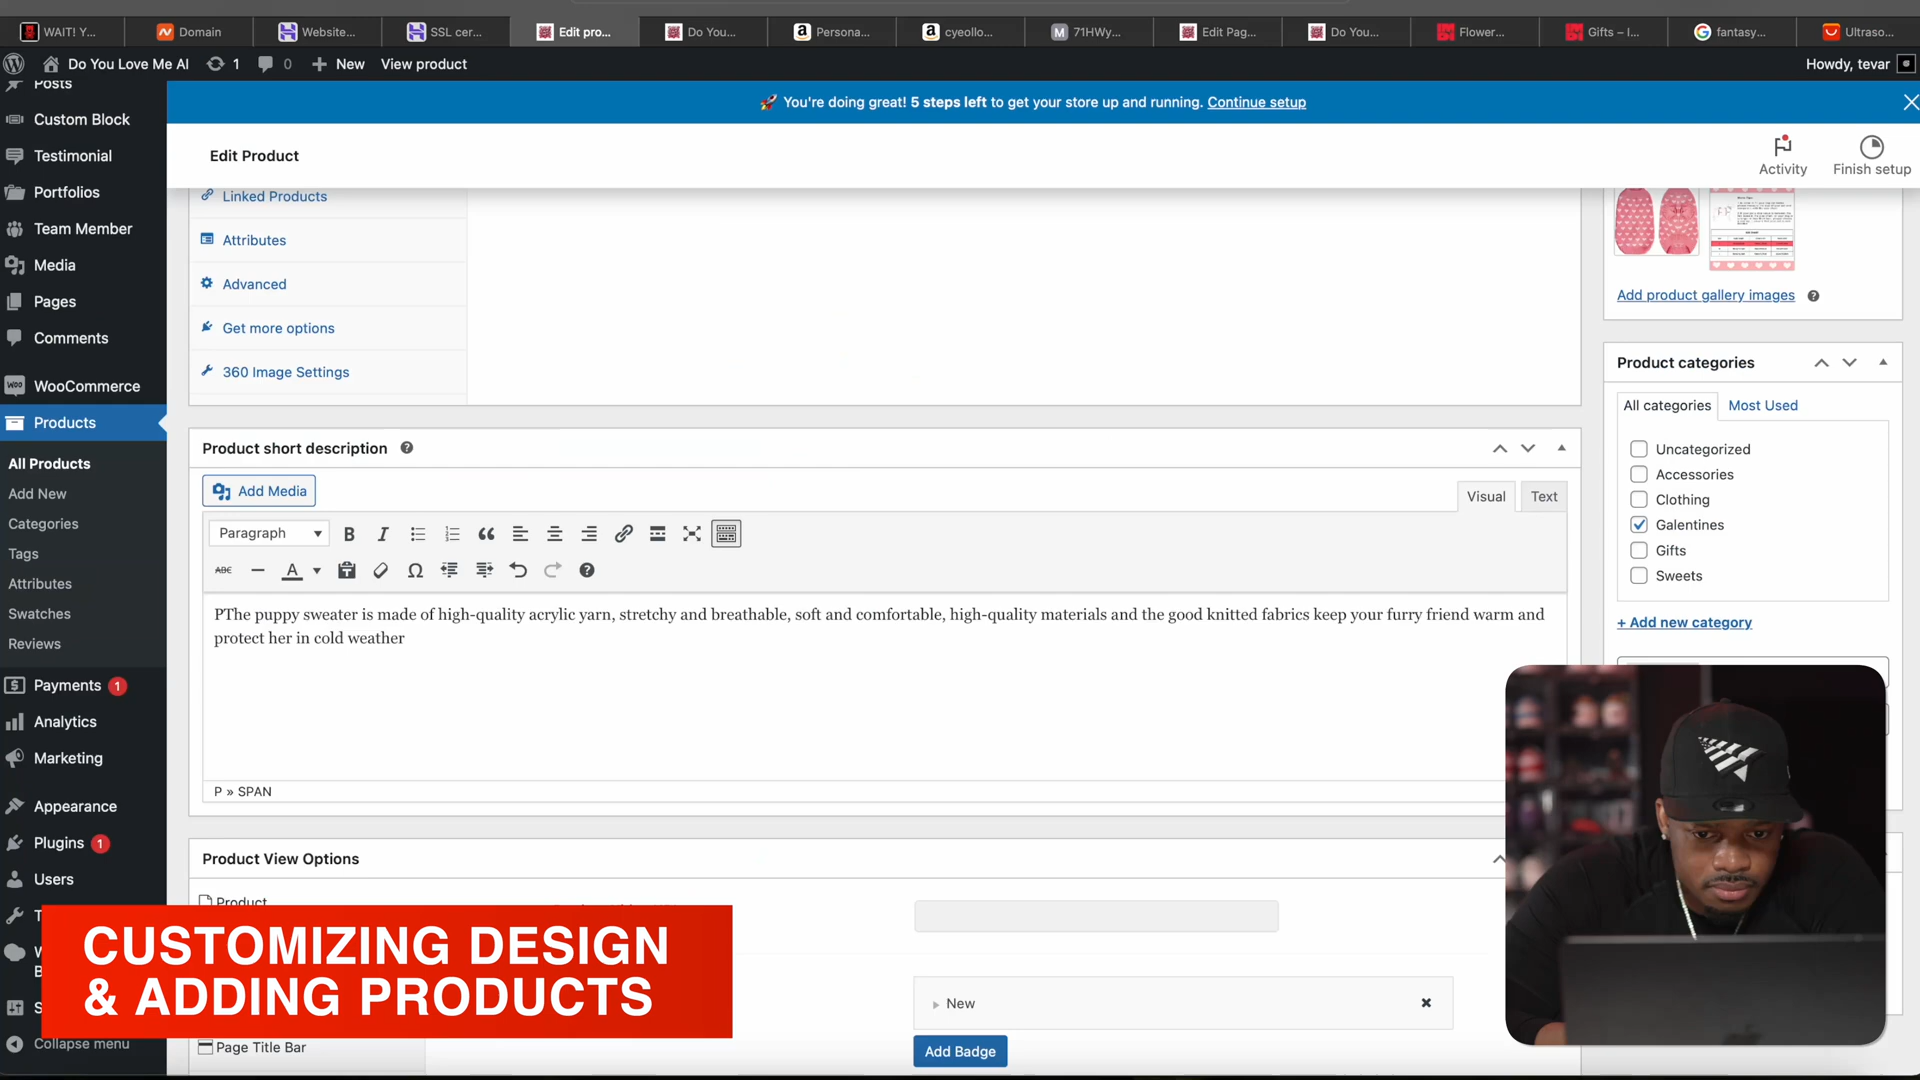 WAIT! Y...
Domain
Website...
SSL cer...
Edit pro...
Do You...
Persona...
cyeollo...
71HWy...
Edit Pag...
Do You...
Flower...
Gifts – I...
fantasy...
Ultraso...
Do You Love Me AI
1
0
New
View product
Howdy, tevar
Posts
Custom Block
Testimonial
Portfolios
Team Member
Media
Pages
Comments
WooCommerce
Products
All Products
Add New
Categories
Tags
Attributes
Swatches
Reviews
Payments 1
Analytics
Marketing
Appearance
Plugins 1
Users
Collapse menu
You're doing great! 5 steps left to get your store up and running. Continue setup
Edit Product
Activity
Finish setup
Linked Products
Attributes
Advanced
Get more options
360 Image Settings
Product short description
Add Media
Visual
Text
Paragraph
PThe puppy sweater is made of high-quality acrylic yarn, stretchy and breathable, soft and comfortable, high-quality materials and the good knitted fabrics keep your furry friend warm and
protect her in cold weather
P » SPAN
Product View Options
Product
New
Add Badge
Page Title Bar
Add product gallery images
Product categories
All categories
Most Used
Uncategorized
Accessories
Clothing
Galentines
Gifts
Sweets
+ Add new category
CUSTOMIZING DESIGN
& ADDING PRODUCTS